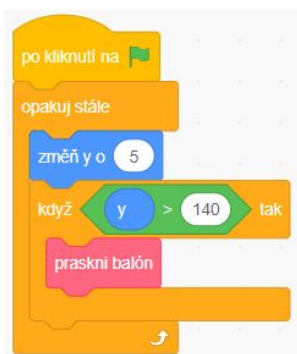 po kliknutí na
opakuj stále
změň y o 5
když y > 140 tak
praskni balón